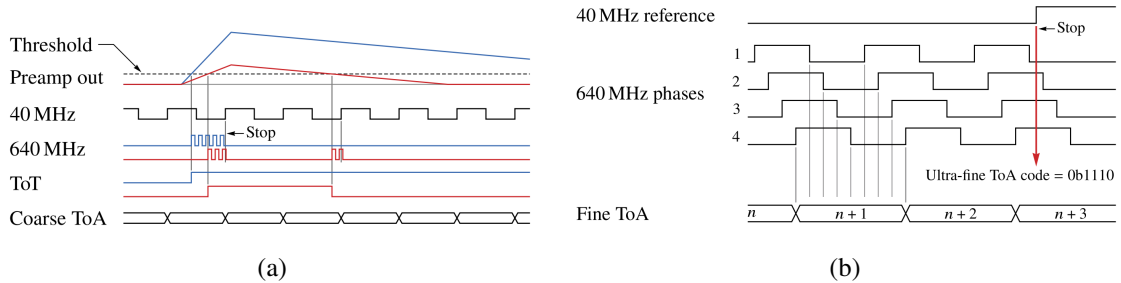 Threshold
Preamp out
40 MHz
Stop
640 MHz
ToT
Coarse ToA
(a)
40 MHz reference
Stop
1
2
640 MHz phases
3
4
Ultra-fine ToA code = 0b1110
Fine ToA
n
n + 1
n + 2
n + 3
(b)